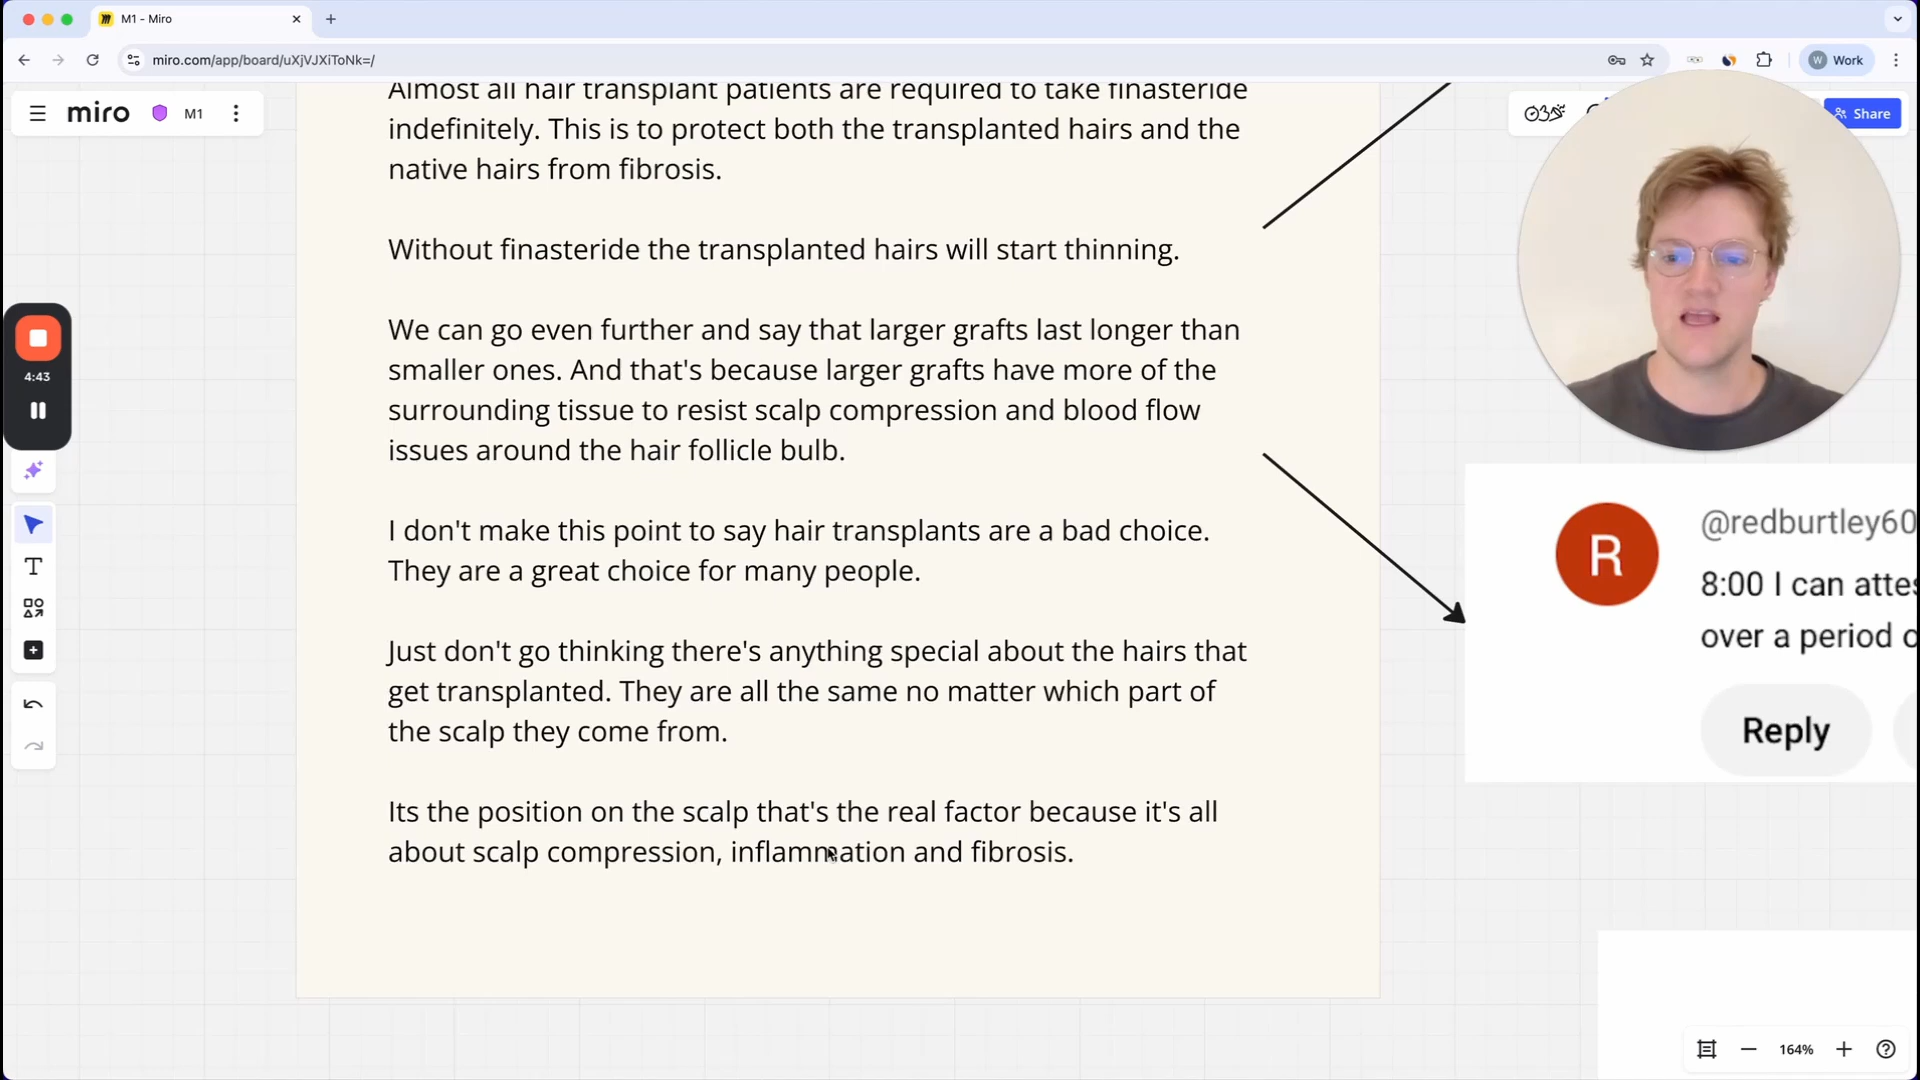 M1 - Miro
miro.com/app/board/uXjVJXiToNk=/
W Work
miro M1
Share
Almost all hair transplant patients are required to take finasteride
indefinitely. This is to protect both the transplanted hairs and the
native hairs from fibrosis.
Without finasteride the transplanted hairs will start thinning.
We can go even further and say that larger grafts last longer than
smaller ones. And that's because larger grafts have more of the
surrounding tissue to resist scalp compression and blood flow
issues around the hair follicle bulb.
I don't make this point to say hair transplants are a bad choice.
They are a great choice for many people.
Just don't go thinking there's anything special about the hairs that
get transplanted. They are all the same no matter which part of
the scalp they come from.
Its the position on the scalp that's the real factor because it's all
about scalp compression, inflammation and fibrosis.
4:43
T
R
@redburtley60
8:00 I can attes
over a period o
Reply
164%